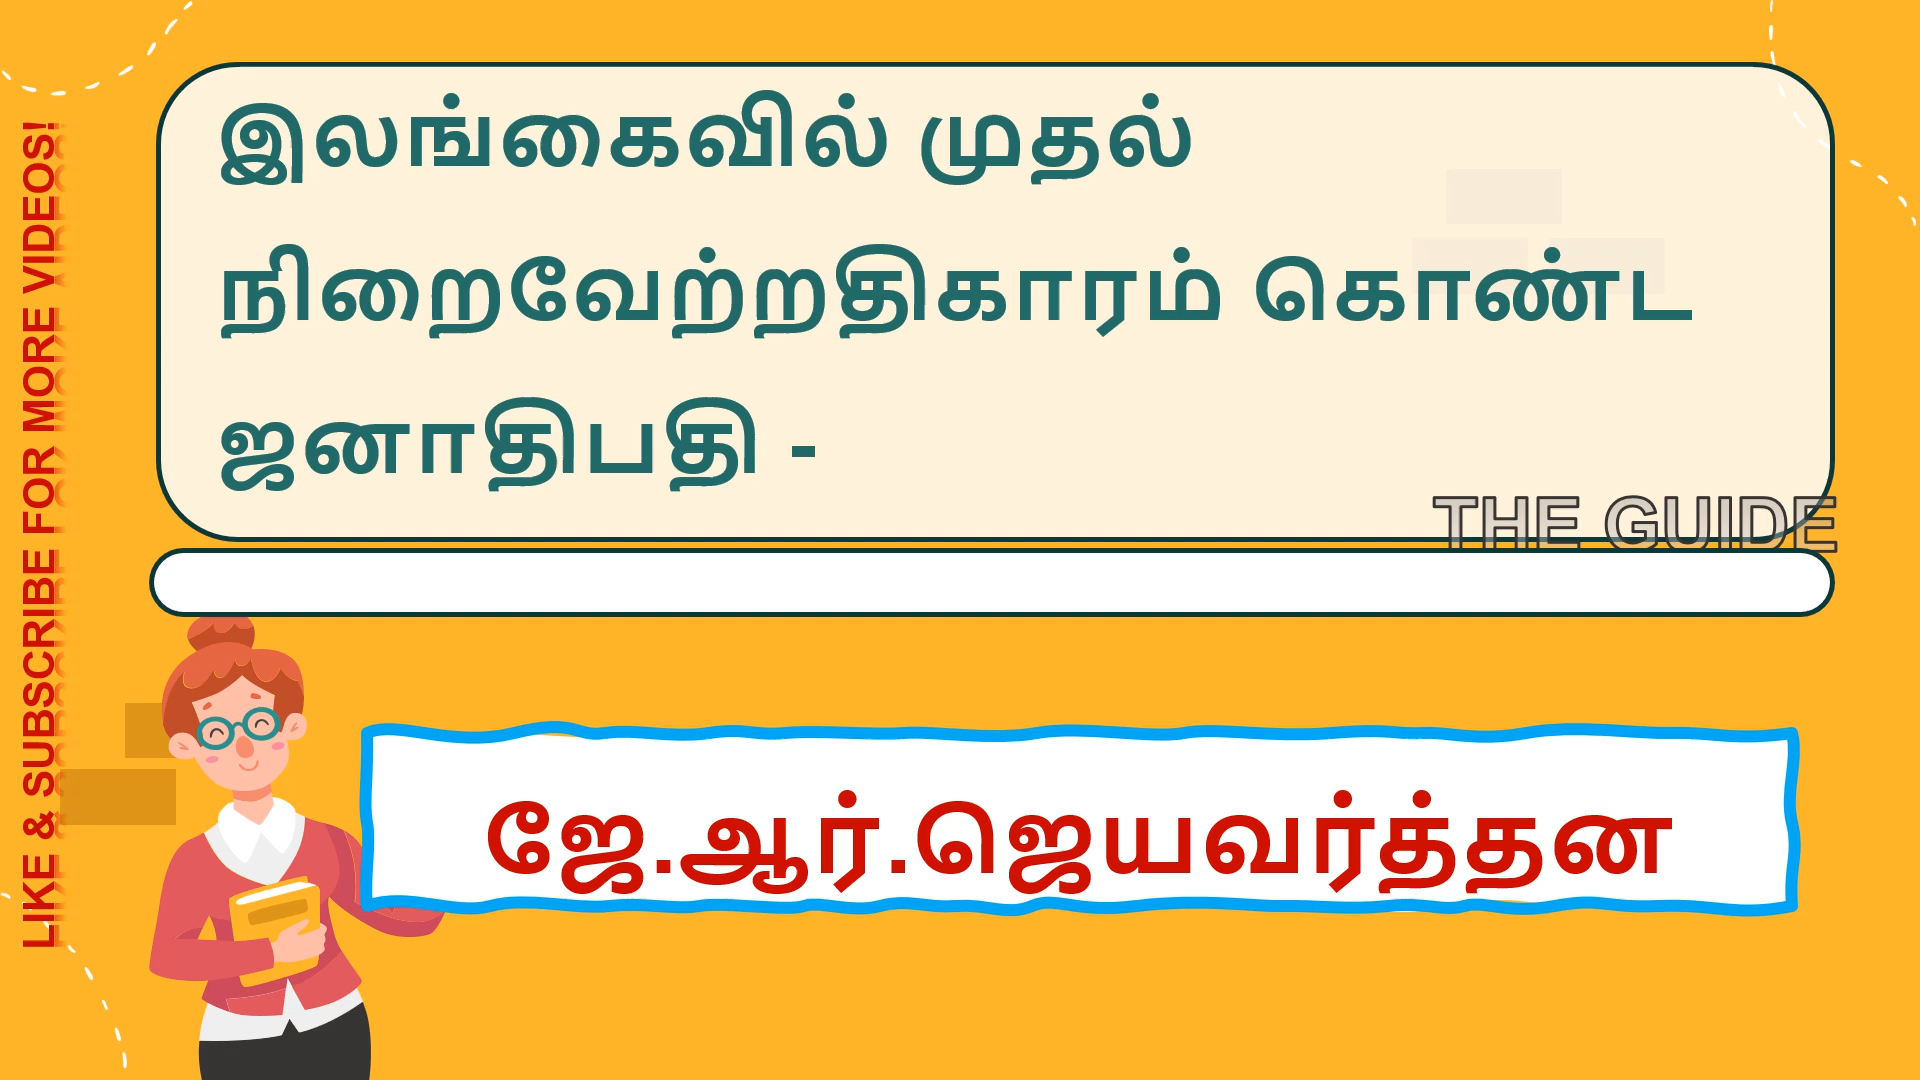 இலங்கைவில் முதல்
நிறைவேற்றதிகாரம் கொண்ட
ஜனாதிபதி -
THE GUIDE
ஜே.ஆர்.ஜெயவர்த்தன
LIKE & SUBSCRIBE FOR MORE VIDEOS!